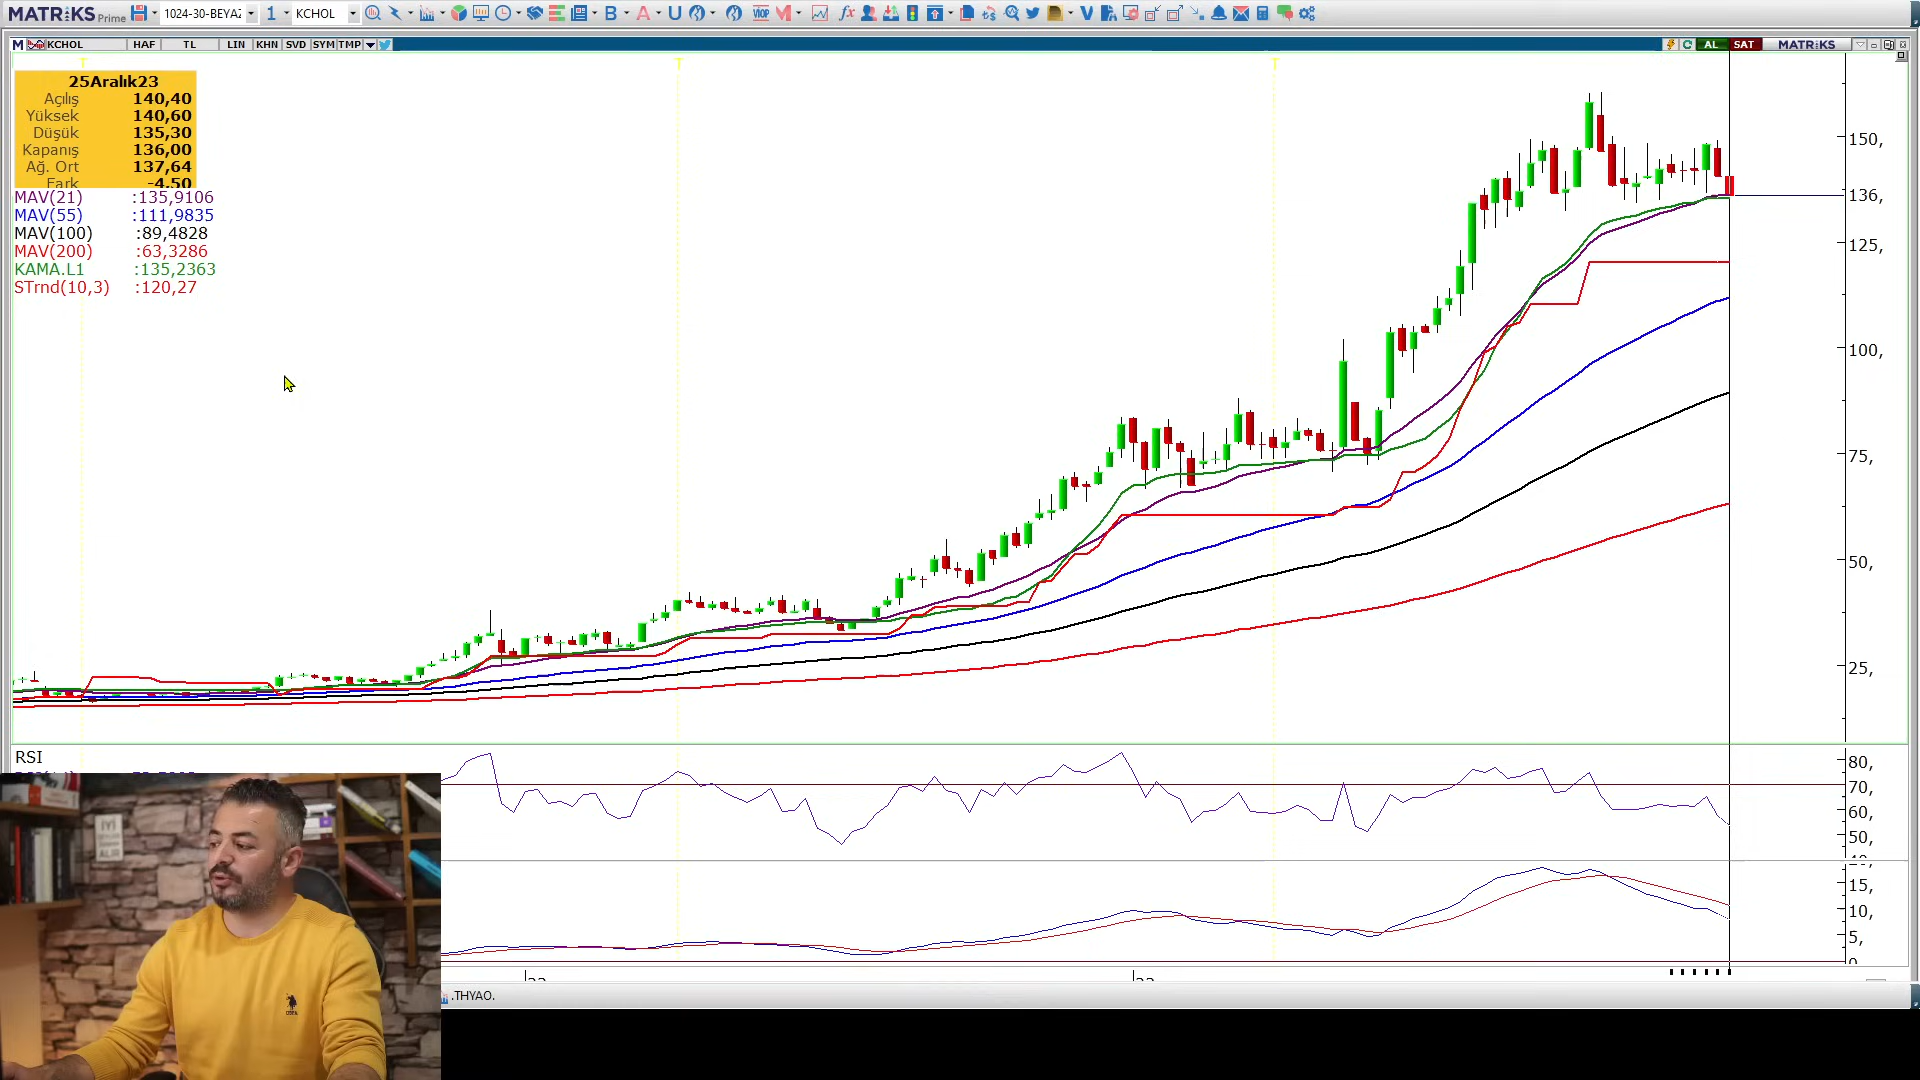 MATRiKS Prime 1024-30-BEYAZ 1 KCHOL
M KCHOL HAF TL LIN KHN SVD SYM TMP AL SAT MATRiKS
25Aralık23
Açılış 140,40
Yüksek 140,60
Düşük 135,30
Kapanış 136,00
Ağ. Ort 137,64
Fark -4,50
MAV(21) :135,9106
MAV(55) :111,9835
MAV(100) :89,4828
MAV(200) :63,3286
KAMA.L1 :135,2363
STrnd(10,3) :120,27
150,
136,
125,
100,
75,
50,
25,
RSI
80,
70,
60,
50,
15,
10,
5,
0
.THYAO.
İYİ